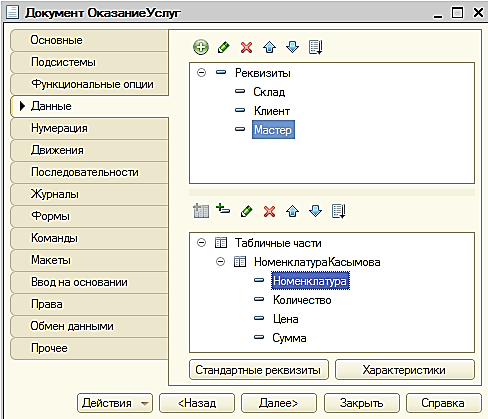 Документ ОказаниеУслуг
Основные
Подсистемы
Функциональные опции
Данные
Нумерация
Движения
Последовательности
Журналы
Формы
Команды
Макеты
Ввод на основании
Права
Обмен данными
Прочее
Реквизиты
Склад
Клиент
Мастер
Табличные части
НоменклатураКасымова
Номенклатура
Количество
Цена
Сумма
Стандартные реквизиты
Характеристики
Действия
<Назад
Далее>
Закрыть
Справка